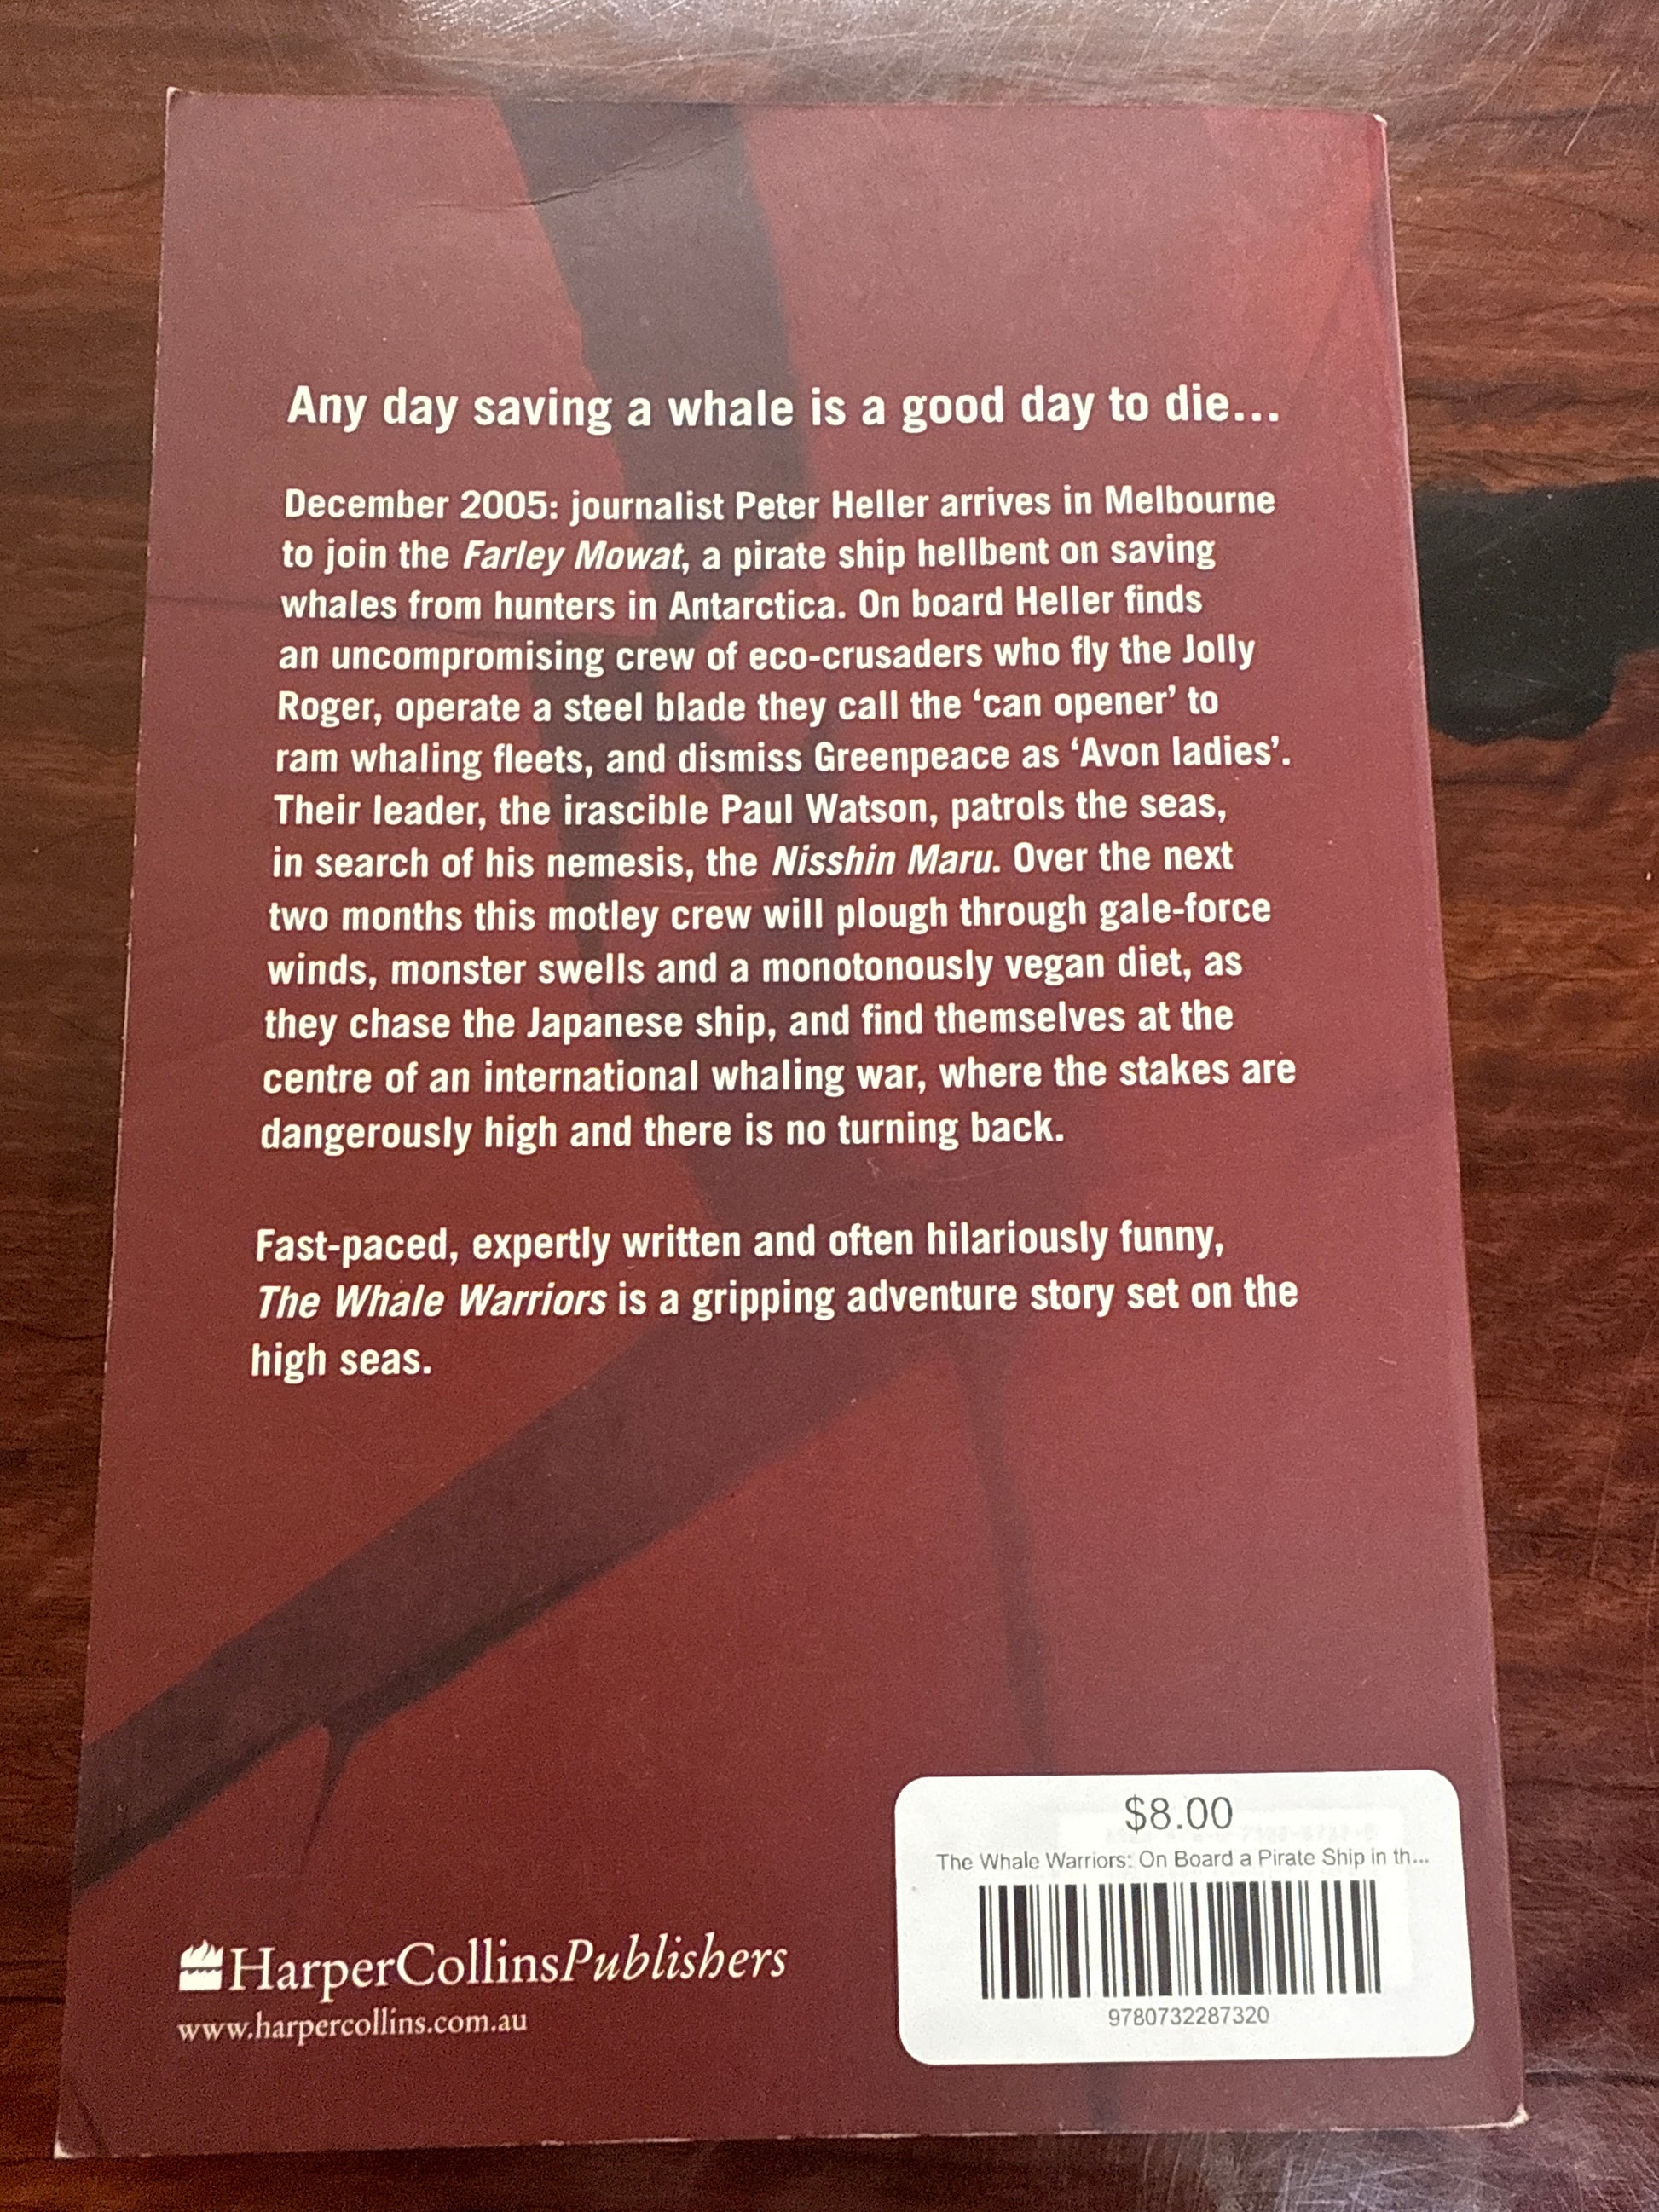 Any day saving a whale is a good day to die...
December 2005: journalist Peter Heller arrives in Melbourne
to join the Farley Mowat, a pirate ship hellbent on saving
whales from hunters in Antarctica. On board Heller finds
an uncompromising crew of eco-crusaders who fly the Jolly
Roger, operate a steel blade they call the ‘can opener’ to
ram whaling fleets, and dismiss Greenpeace as ‘Avon ladies’.
Their leader, the irascible Paul Watson, patrols the seas,
in search of his nemesis, the Nisshin Maru. Over the next
two months this motley crew will plough through gale-force
winds, monster swells and a monotonously vegan diet, as
they chase the Japanese ship, and find themselves at the
centre of an international whaling war, where the stakes are
dangerously high and there is no turning back.
Fast-paced, expertly written and often hilariously funny,
The Whale Warriors is a gripping adventure story set on the
high seas.
HarperCollinsPublishers
www.harpercollins.com.au
$8.00
The Whale Warriors: On Board a Pirate Ship in th...
9780732287320